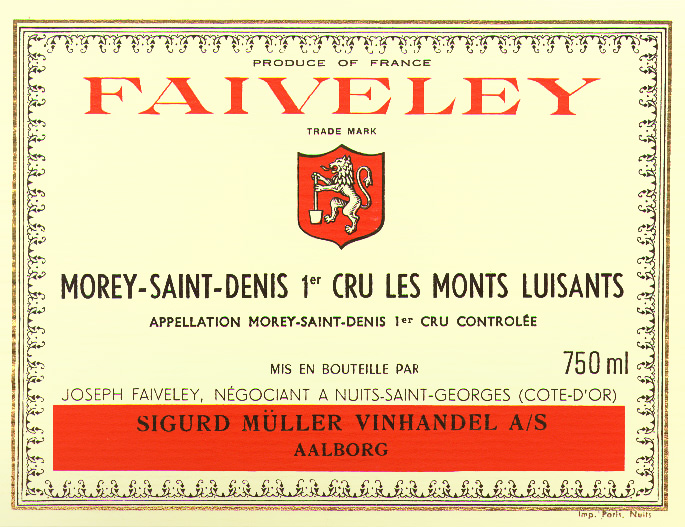 PRODUCE OF FRANCE
FAIVELEY
TRADE MARK
MOREY-SAINT-DENIS 1er CRU LES MONTS LUISANTS
APPELLATION MOREY-SAINT-DENIS 1er CRU CONTROLÉE
MIS EN BOUTEILLE PAR
750 ml
JOSEPH FAIVELEY, NÉGOCIANT A NUITS-SAINT-GEORGES (COTE-D'OR)
SIGURD MÜLLER VINHANDEL A/S
AALBORG
Imp. Paris, Nuits